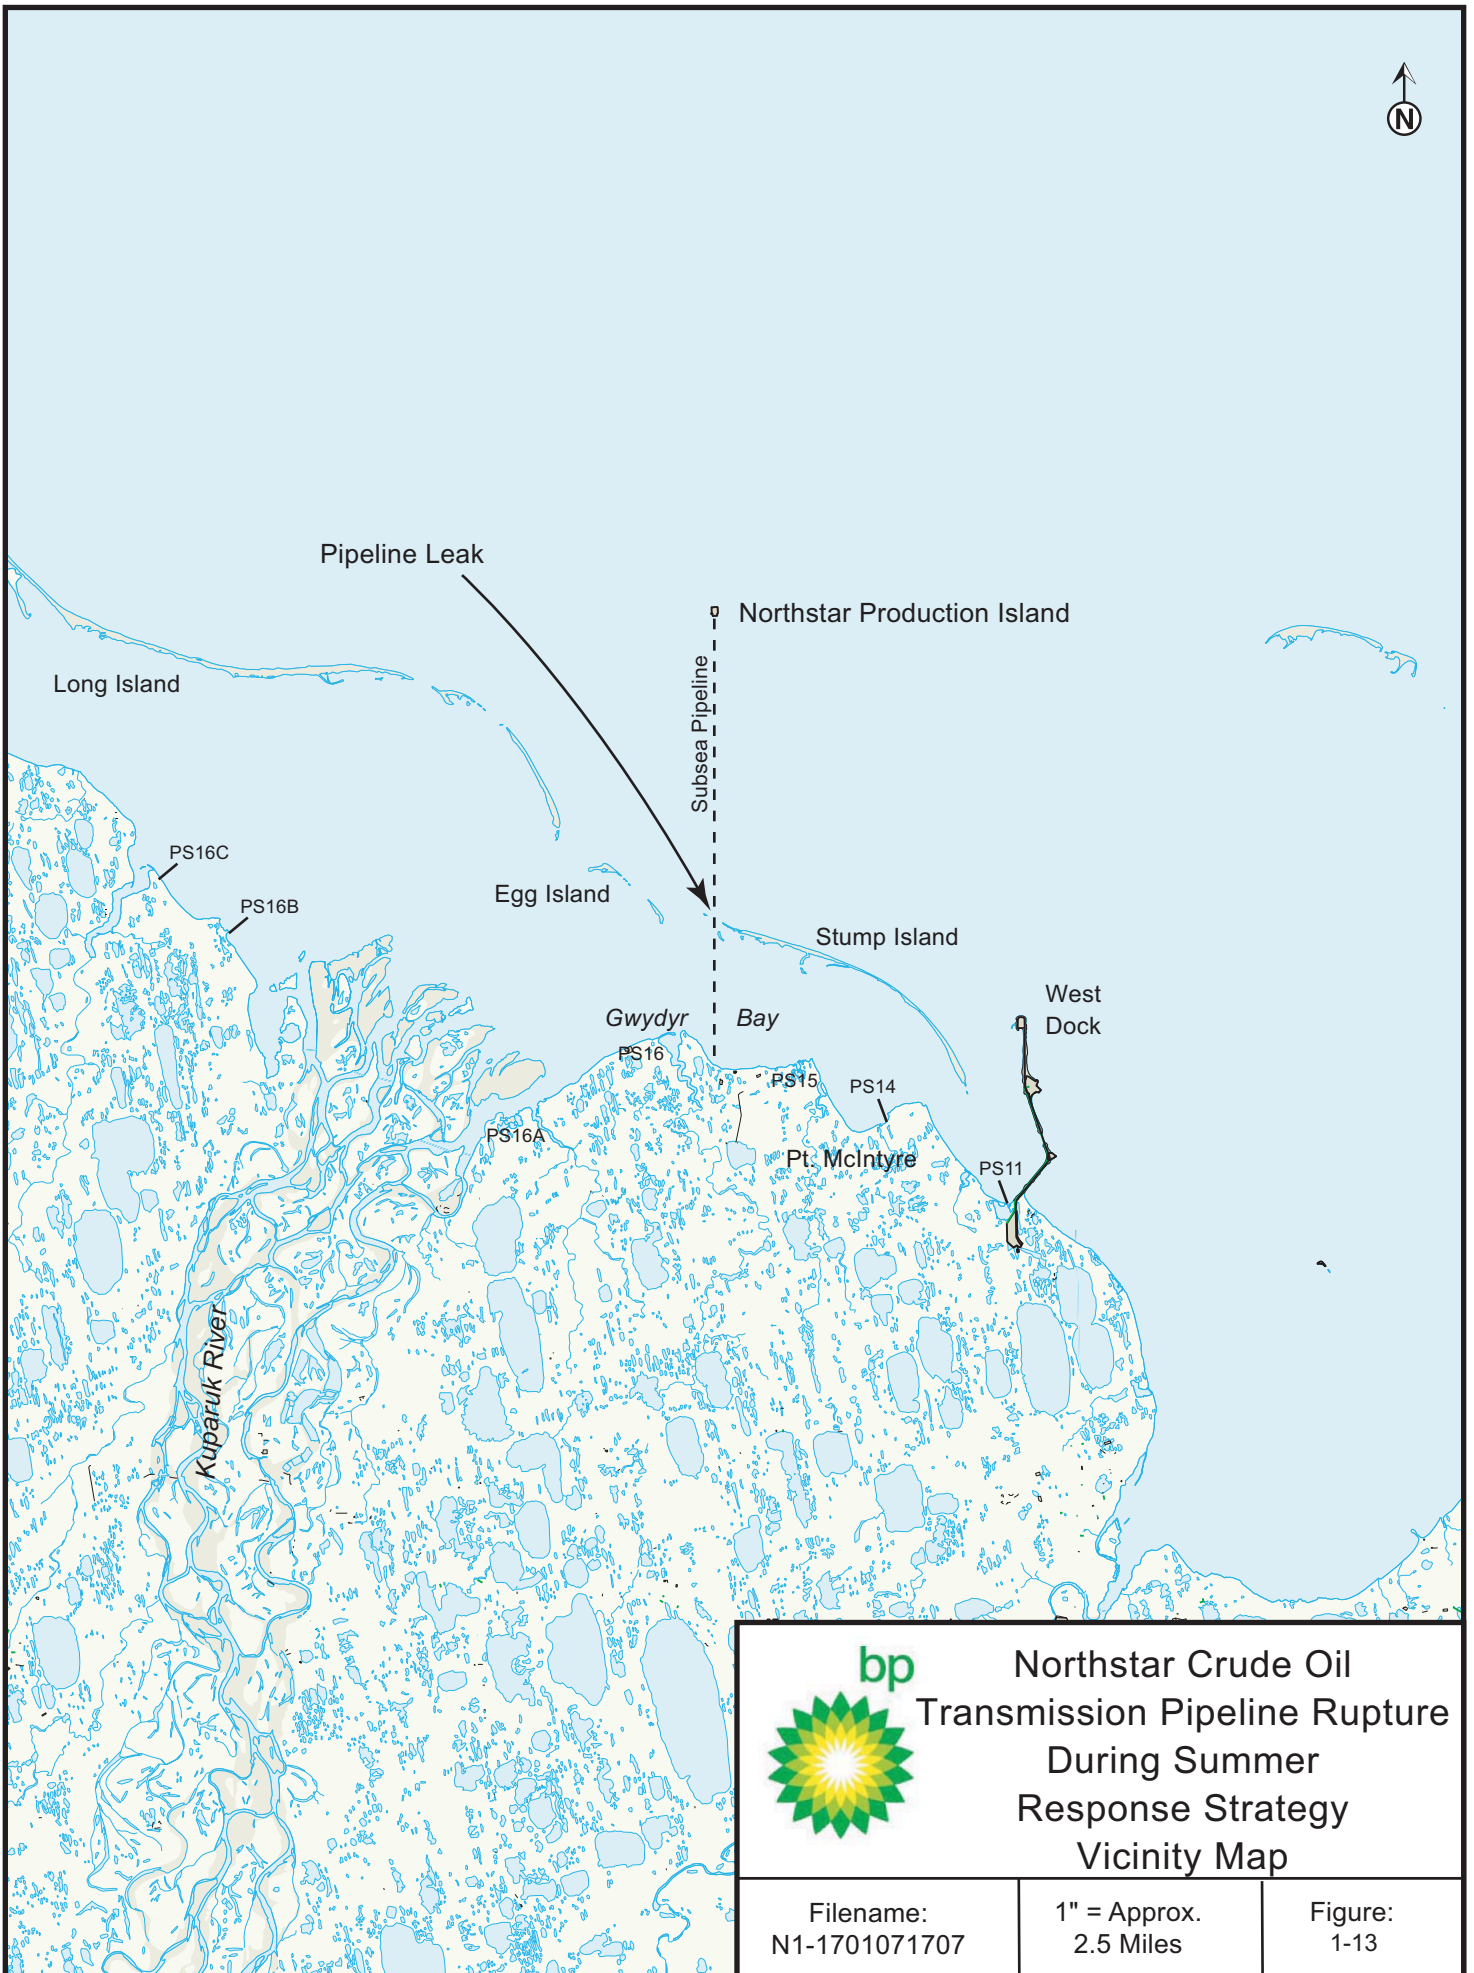 N
Pipeline Leak
Northstar Production Island
Subsea Pipeline
Long Island
PS16C
Egg Island
PS16B
Stump Island
West
Dock
Gwydyr Bay
PS16
PS15
PS14
PS16A
Pt. McIntyre
PS11
Kuparuk River
bp
Northstar Crude Oil
Transmission Pipeline Rupture
During Summer
Response Strategy
Vicinity Map
Filename:
N1-1701071707
1" = Approx.
2.5 Miles
Figure:
1-13